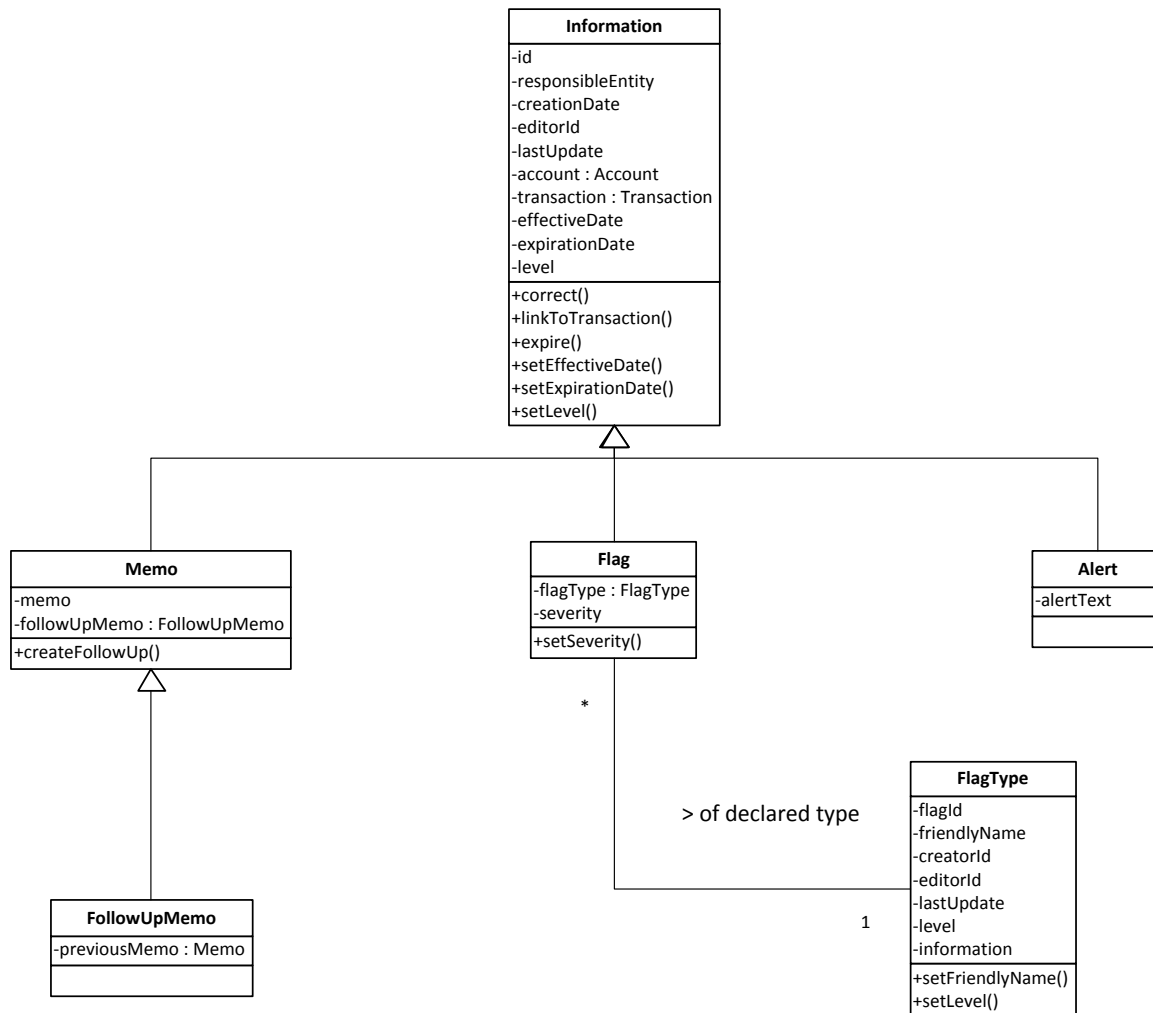 Information
-id
-responsibleEntity
-creationDate
-editorId
-lastUpdate
-account : Account
-transaction : Transaction
-effectiveDate
-expirationDate
-level
+correct()
+linkToTransaction()
+expire()
+setEffectiveDate()
+setExpirationDate()
+setLevel()
Memo
-memo
-followUpMemo : FollowUpMemo
+createFollowUp()
Flag
-flagType : FlagType
-severity
+setSeverity()
Alert
-alertText
*
> of declared type
1
FlagType
-flagId
-friendlyName
-creatorId
-editorId
-lastUpdate
-level
-information
+setFriendlyName()
+setLevel()
FollowUpMemo
-previousMemo : Memo